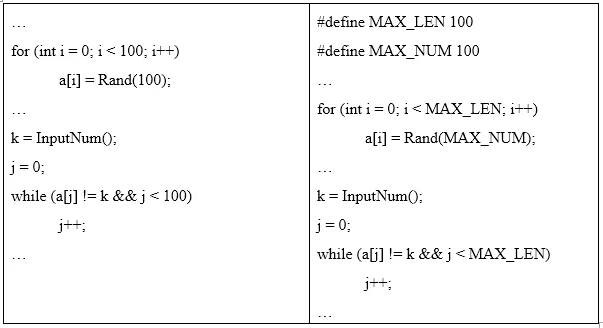 …
for (int i = 0; i < 100; i++)
a[i] = Rand(100);
…
k = InputNum();
j = 0;
while (a[j] != k && j < 100)
j++;
…
#define MAX_LEN 100
#define MAX_NUM 100
…
for (int i = 0; i < MAX_LEN; i++)
a[i] = Rand(MAX_NUM);
…
k = InputNum();
j = 0;
while (a[j] != k && j < MAX_LEN)
j++;
…